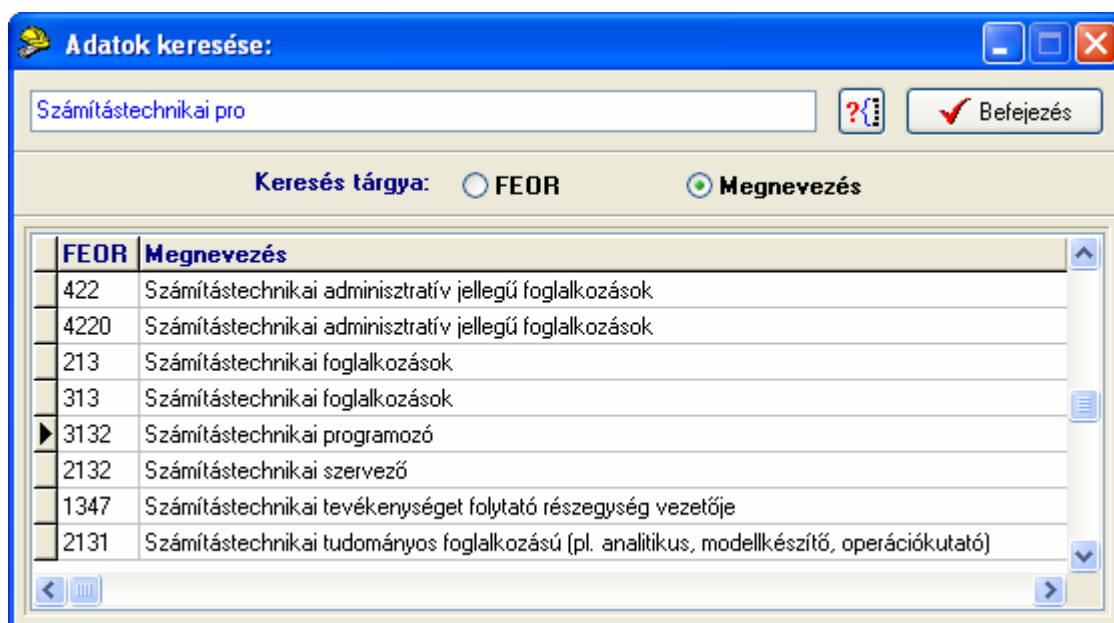 Adatok keresése:
Számítástechnikai pro
?{ Befejezés
Keresés tárgya: FEOR Megnevezés
FEOR Megnevezés
422 Számítástechnikai adminisztratív jellegű foglalkozások
4220 Számítástechnikai adminisztratív jellegű foglalkozások
213 Számítástechnikai foglalkozások
313 Számítástechnikai foglalkozások
3132 Számítástechnikai programozó
2132 Számítástechnikai szervező
1347 Számítástechnikai tevékenységet folytató részegység vezetője
2131 Számítástechnikai tudományos foglalkozású (pl. analitikus, modellkészítő, operációkutató)